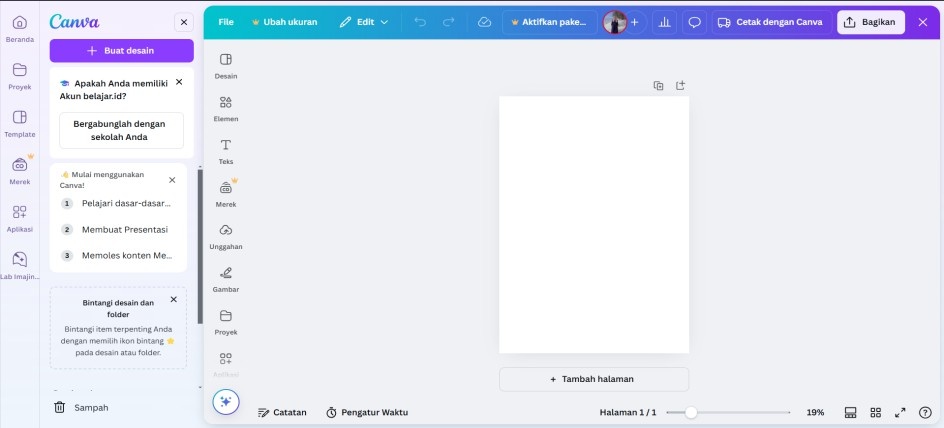 Beranda
Proyek
Template
Merek
Aplikasi
Lab Imajin...
Canva
Buat desain
Apakah Anda memiliki
Akun belajar.id?
Bergabunglah dengan
sekolah Anda
Mulai menggunakan
Canva!
1 Pelajari dasar-dasar...
2 Membuat Presentasi
3 Memoles konten Me...
Bintangi desain dan
folder
Bintangi item terpenting Anda
dengan memilih ikon bintang
pada desain atau folder.
Sampah
File Ubah ukuran Edit Aktifkan pake... Cetak dengan Canva Bagikan
Desain
Elemen
Teks
Merek
Unggahan
Gambar
Proyek
Aplikasi
+ Tambah halaman
Catatan Pengatur Waktu Halaman 1 / 1 19%